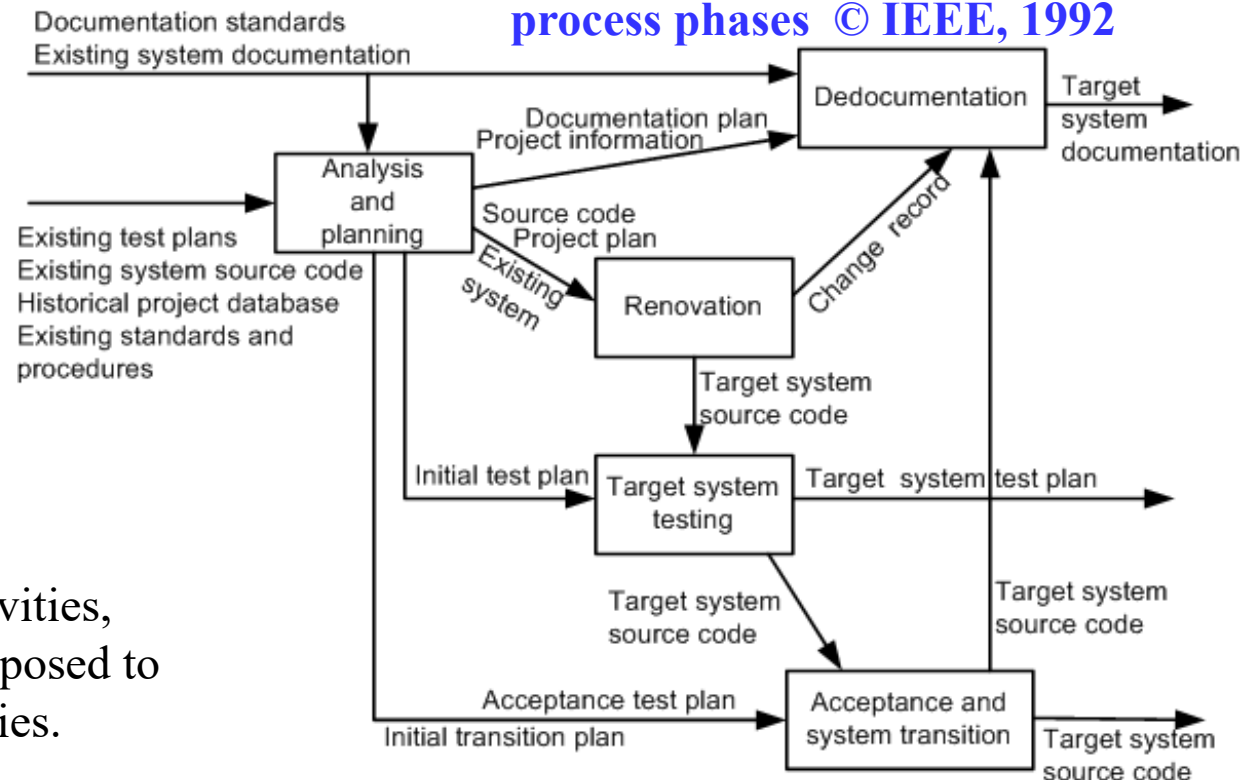 process phases © IEEE, 1992
Documentation standards
Existing system documentation
Dedocumentation
Target
system
documentation
Documentation plan
Project information
Analysis
and
planning
Existing test plans
Existing system source code
Historical project database
Existing standards and
procedures
Source code
Project plan
Existing
system
Renovation
Change record
Target system
source code
Initial test plan
Target system
testing
Target system test plan
Target system
source code
Target system
source code
Acceptance test plan
Initial transition plan
Acceptance and
system transition
Target system
source code
vities,
posed to
ies.